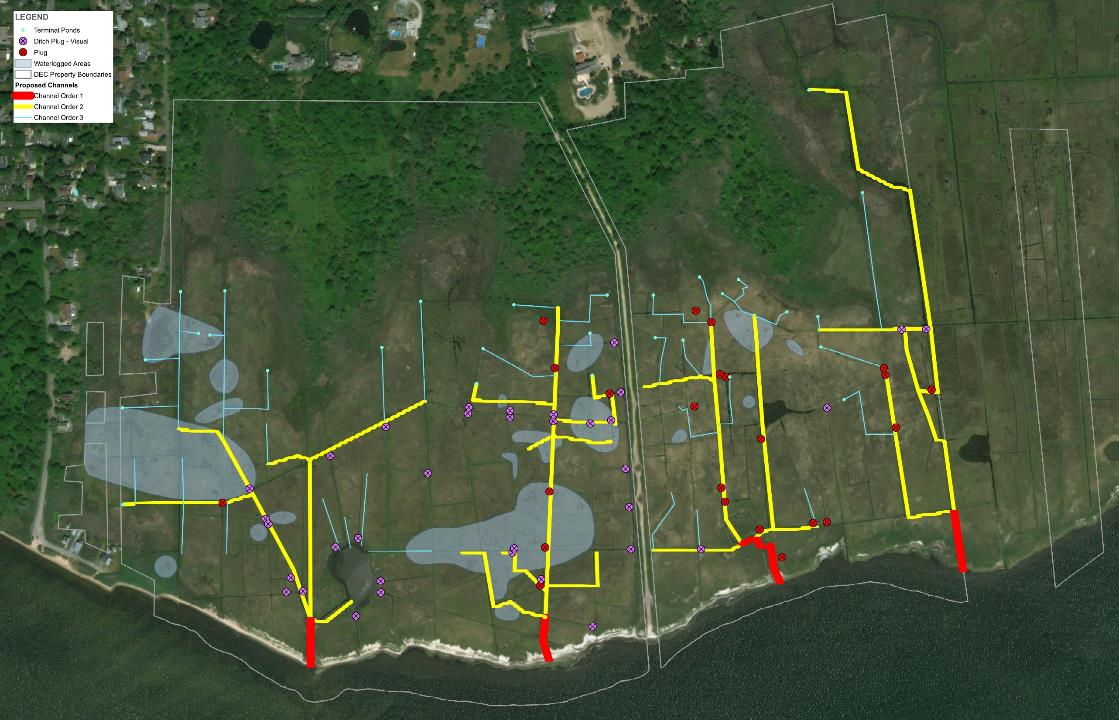 LEGEND
Terminal Ponds
Ditch Plug - Visual
Plug
Waterlogged Areas
DEC Property Boundaries
Proposed Channels
Channel Order 1
Channel Order 2
Channel Order 3